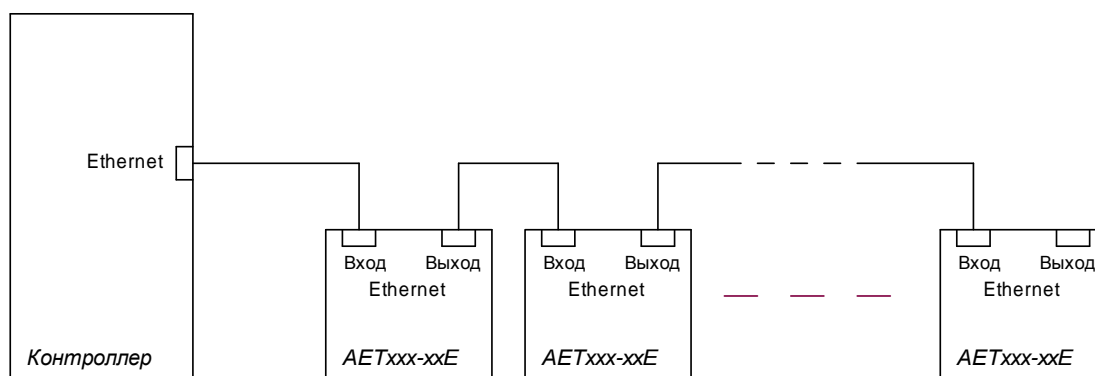 Ethernet
Вход Выход Вход Выход Вход Выход
Ethernet Ethernet Ethernet
Контроллер AETxxx-xxE AETxxx-xxE AETxxx-xxE